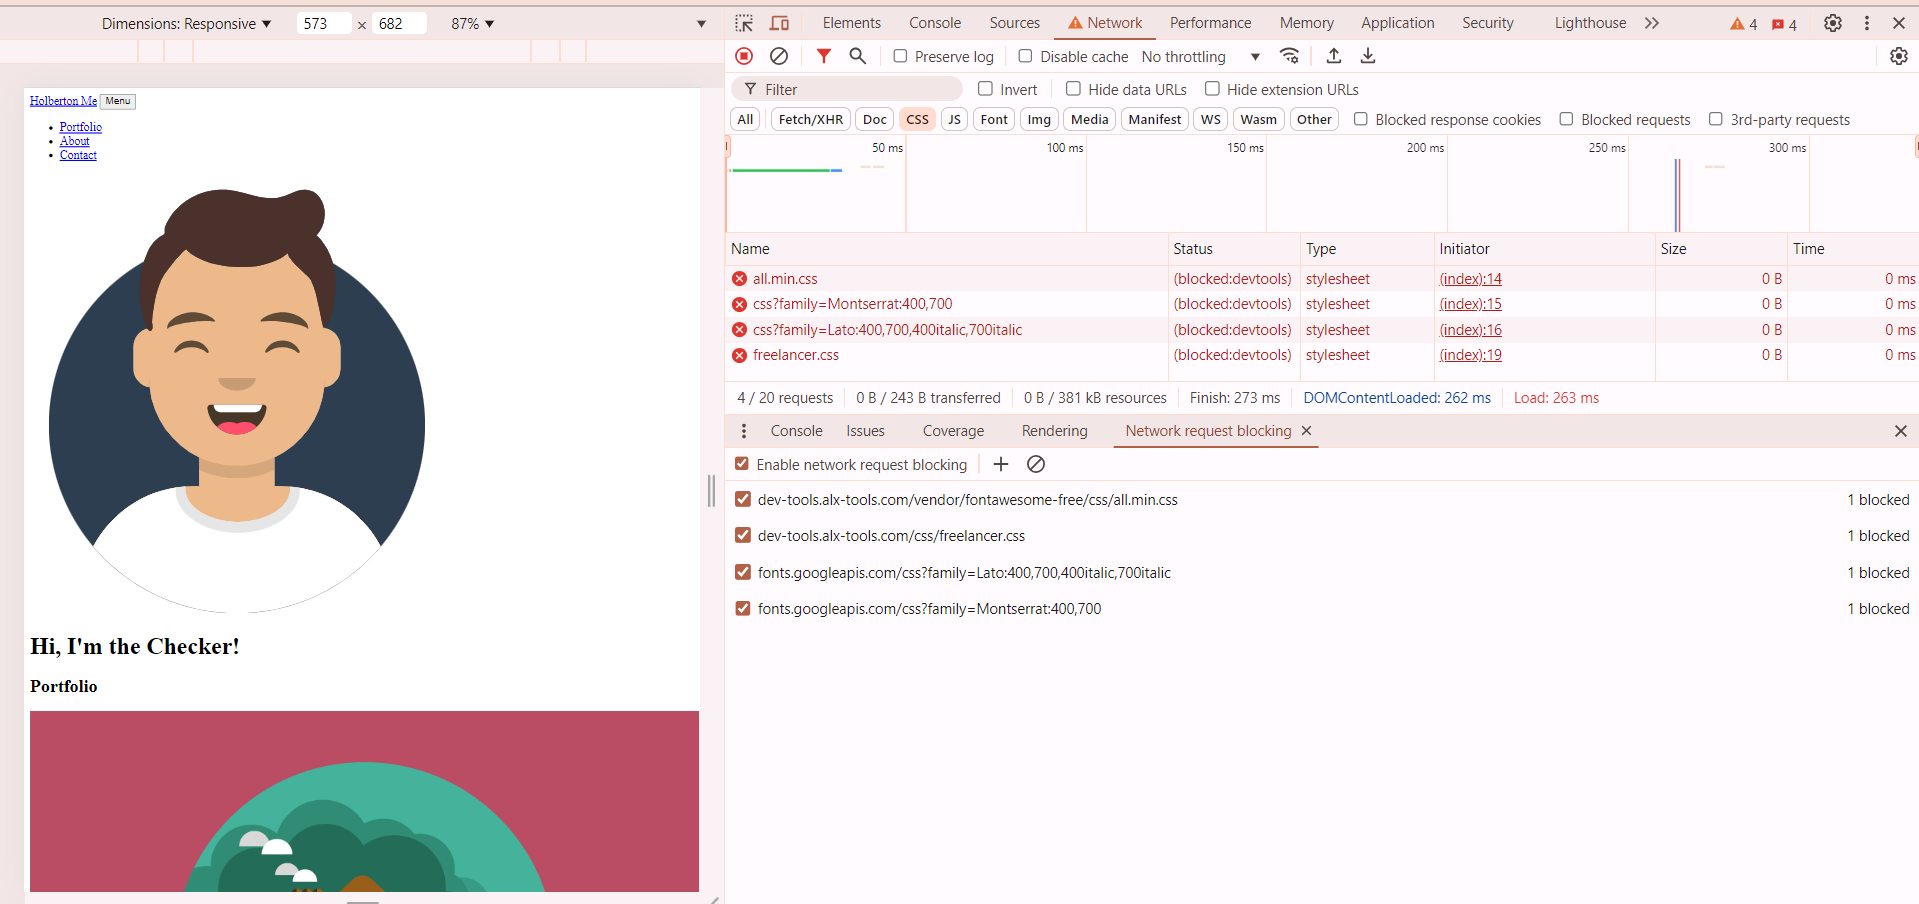 Dimensions: Responsive ▼ 573 × 682 87% ▼
Holberton Me Menu
Portfolio
About
Contact
Hi, I'm the Checker!
Portfolio
Elements Console Sources Network Performance Memory Application Security Lighthouse 4 4
Preserve log Disable cache No throttling
Filter Invert Hide data URLs Hide extension URLs
All Fetch/XHR Doc CSS JS Font Img Media Manifest WS Wasm Other Blocked response cookies Blocked requests 3rd-party requests
50 ms 100 ms 150 ms 200 ms 250 ms 300 ms
Name Status Type Initiator Size Time
all.min.css (blocked:devtools) stylesheet (index):14 0 B 0 ms
css?family=Montserrat:400,700 (blocked:devtools) stylesheet (index):15 0 B 0 ms
css?family=Lato:400,700,400italic,700italic (blocked:devtools) stylesheet (index):16 0 B 0 ms
freelancer.css (blocked:devtools) stylesheet (index):19 0 B 0 ms
4 / 20 requests 0 B / 243 B transferred 0 B / 381 kB resources Finish: 273 ms DOMContentLoaded: 262 ms Load: 263 ms
Console Issues Coverage Rendering Network request blocking
Enable network request blocking
dev-tools.alx-tools.com/vendor/fontawesome-free/css/all.min.css 1 blocked
dev-tools.alx-tools.com/css/freelancer.css 1 blocked
fonts.googleapis.com/css?family=Lato:400,700,400italic,700italic 1 blocked
fonts.googleapis.com/css?family=Montserrat:400,700 1 blocked